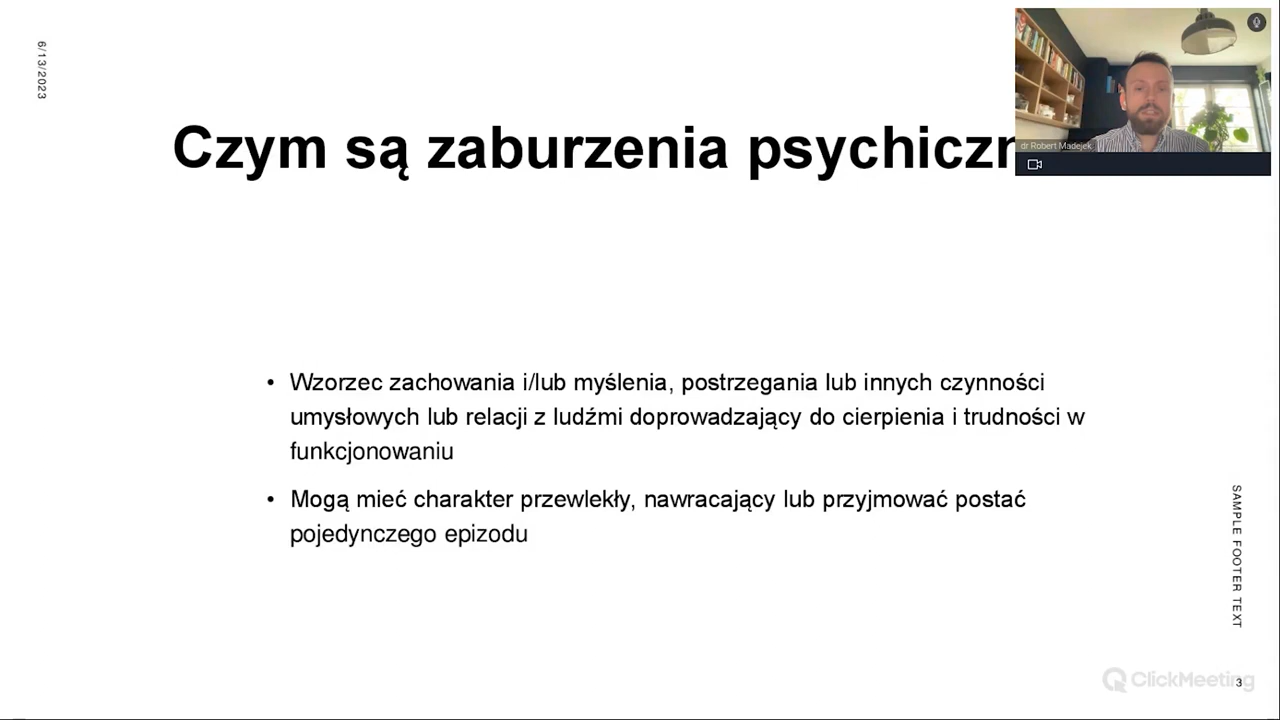 6/13/2023
Czym są zaburzenia psychiczn
dr Robert Madejek
• Wzorzec zachowania i/lub myślenia, postrzegania lub innych czynności
umysłowych lub relacji z ludźmi doprowadzający do cierpienia i trudności w
funkcjonowaniu
• Mogą mieć charakter przewlekły, nawracający lub przyjmować postać
pojedynczego epizodu
SAMPLE FOOTER TEXT
ClickMeeting
3